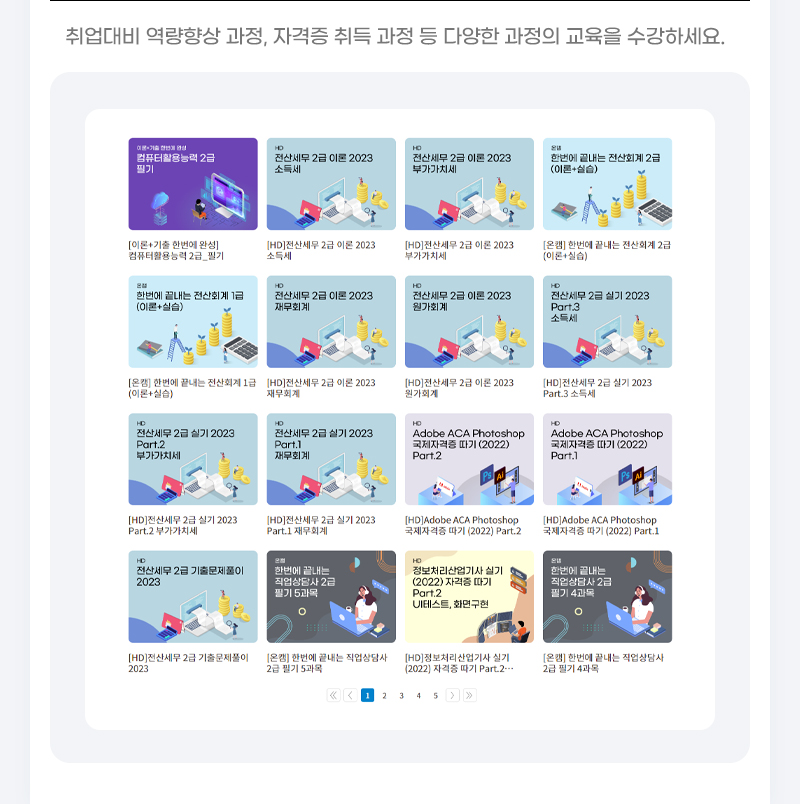 취업대비 역량향상 과정, 자격증 취득 과정 등 다양한 과정의 교육을 수강하세요.
이론+기출 한번에 완성
컴퓨터활용능력 2급
필기
HD
전산세무 2급 이론 2023
소득세
HD
전산세무 2급 이론 2023
부가가치세
온캠
한번에 끝내는 전산회계 2급
(이론+실습)
[이론+기출 한번에 완성]
컴퓨터활용능력 2급_필기
[HD]전산세무 2급 이론 2023
소득세
[HD]전산세무 2급 이론 2023
부가가치세
[온캠] 한번에 끝내는 전산회계 2급
(이론+실습)
온캠
한번에 끝내는 전산회계 1급
(이론+실습)
HD
전산세무 2급 이론 2023
재무회계
HD
전산세무 2급 이론 2023
원가회계
HD
전산세무 2급 실기 2023
Part.3
소득세
[온캠] 한번에 끝내는 전산회계 1급
(이론+실습)
[HD]전산세무 2급 이론 2023
재무회계
[HD]전산세무 2급 이론 2023
원가회계
[HD]전산세무 2급 실기 2023
Part.3 소득세
HD
전산세무 2급 실기 2023
Part.2
부가가치세
HD
전산세무 2급 실기 2023
Part.1
재무회계
HD
Adobe ACA Photoshop
국제자격증 따기 (2022)
Part.2
Ps
Ai
HD
Adobe ACA Photoshop
국제자격증 따기 (2022)
Part.1
Ps
Ai
[HD]전산세무 2급 실기 2023
Part.2 부가가치세
[HD]전산세무 2급 실기 2023
Part.1 재무회계
[HD]Adobe ACA Photoshop
국제자격증 따기 (2022) Part.2
[HD]Adobe ACA Photoshop
국제자격증 따기 (2022) Part.1
HD
전산세무 2급 기출문제풀이
2023
온캠
한번에 끝내는
직업상담사 2급
필기 5과목
HD
정보처리산업기사 실기
(2022) 자격증 따기
Part.2
UI테스트, 화면구현
온캠
한번에 끝내는
직업상담사 2급
필기 4과목
[HD]전산세무 2급 기출문제풀이
2023
[온캠] 한번에 끝내는 직업상담사
2급 필기 5과목
[HD]정보처리산업기사 실기
(2022) 자격증 따기 Part.2…
[온캠] 한번에 끝내는 직업상담사
2급 필기 4과목
1 2 3 4 5